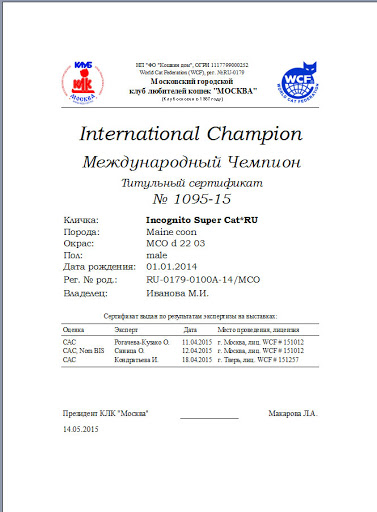 КЛУБ
КЛК
МОСКВА
НП "ФО "Кошкин дом", ОГРН 1117799000252
World Cat Federation (WCF), рег. №RU-0179
Московский городской
клуб любителей кошек "МОСКВА"
(Клуб основан в 1987 году)
WCF
WORLD CAT FEDERATION
International Champion
Международный Чемпион
Титульный сертификат
№ 1095-15
Кличка: Incognito Super Cat*RU
Порода: Maine coon
Окрас: MCO d 22 03
Пол: male
Дата рождения: 01.01.2014
Рег. № род.: RU-0179-0100A-14/MCO
Владелец: Иванова М.И.
Сертификат выдан по результатам экспертизы на выставках:
Оценка Эксперт Дата Место проведения, лицензия
CAC Рогачева-Кузько О. 11.04.2015 г. Москва, лиц. WCF # 151012
CAC, Nom BIS Синица О. 12.04.2015 г. Москва, лиц. WCF # 151012
CAC Кондратьева И. 18.04.2015 г. Тверь, лиц. WCF # 151257
Президент КЛК "Москва" Макарова Л.А.
14.05.2015